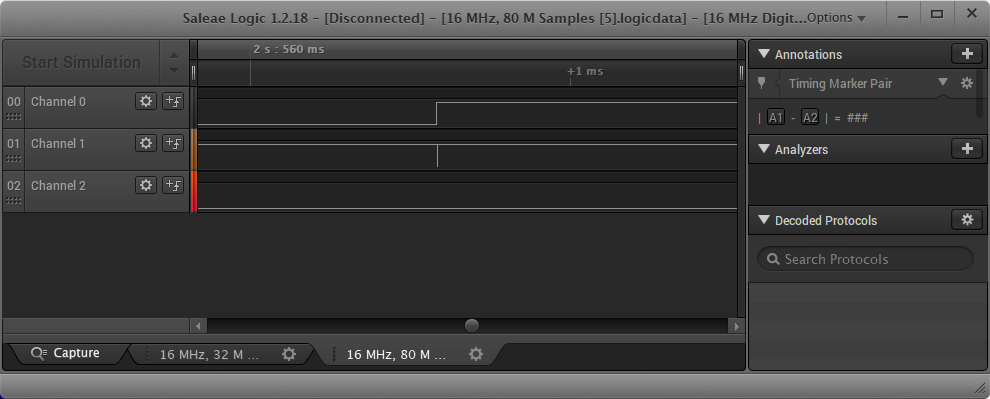 Saleae Logic 1.2.18 - [Disconnected] - [16 MHz, 80 M Samples [5].logicdata] - [16 MHz Digit... Options
Start Simulation
2 s : 560 ms
+1 ms
00 Channel 0
01 Channel 1
02 Channel 2
Annotations
Timing Marker Pair
| A1 - A2 | = ###
Analyzers
Decoded Protocols
Search Protocols
Capture
16 MHz, 32 M ...
16 MHz, 80 M ...